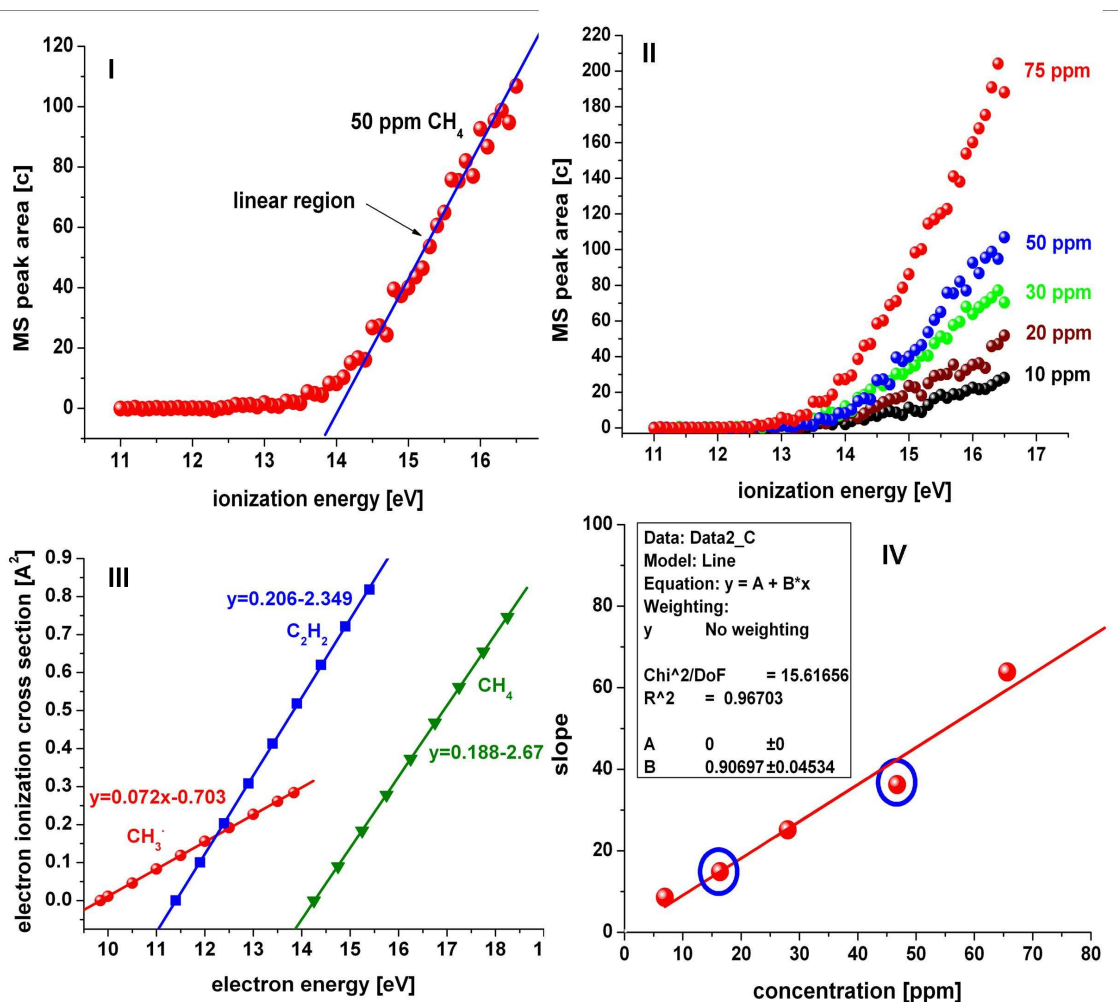 I
120
100
80
60
40
20
0
MS peak area [c]
50 ppm CH4
linear region
11 12 13 14 15 16
ionization energy [eV]
II
220
200
180
160
140
120
100
80
60
40
20
0
MS peak area [c]
75 ppm
50 ppm
30 ppm
20 ppm
10 ppm
11 12 13 14 15 16 17
ionization energy [eV]
III
0.9
0.8
0.7
0.6
0.5
0.4
0.3
0.2
0.1
0.0
electron ionization cross section [A²]
y=0.206-2.349
C2H2
CH4
y=0.188-2.67
y=0.072x-0.703
CH3·
10 11 12 13 14 15 16 17 18 1
electron energy [eV]
IV
100
80
60
40
20
0
slope
Data: Data2_C
Model: Line
Equation: y = A + B*x
Weighting:
y No weighting
Chi^2/DoF = 15.61656
R^2 = 0.96703
A 0 ±0
B 0.90697 ±0.04534
0 10 20 30 40 50 60 70 80
concentration [ppm]